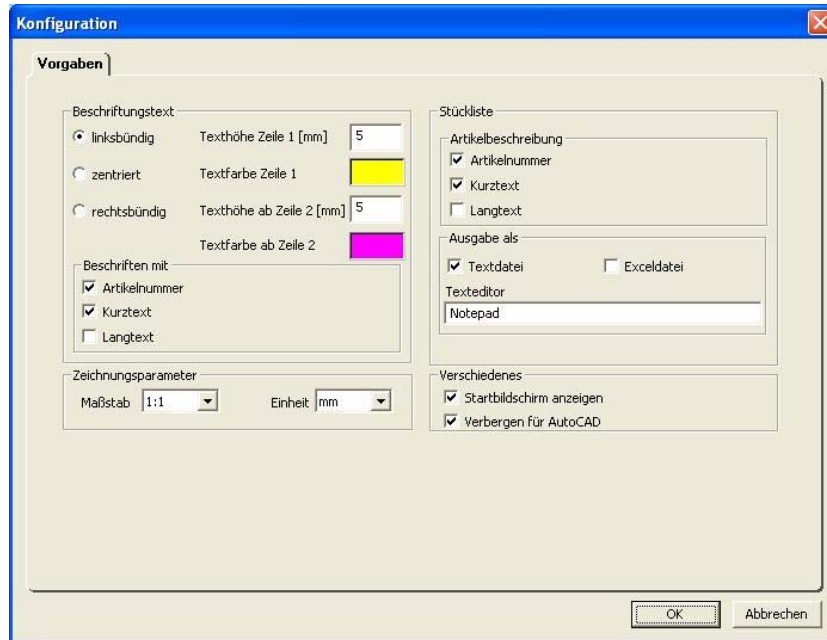 Konfiguration
Vorgaben
Beschriftungstext
linksbündig Texthöhe Zeile 1 [mm] 5
zentriert Textfarbe Zeile 1
rechtsbündig Texthöhe ab Zeile 2 [mm] 5
Textfarbe ab Zeile 2
Beschriften mit
Artikelnummer
Kurztext
Langtext
Zeichnungsparameter
Maßstab 1:1 Einheit mm
Stückliste
Artikelbeschreibung
Artikelnummer
Kurztext
Langtext
Ausgabe als
Textdatei Exceldatei
Texteditor
Notepad
Verschiedenes
Startbildschirm anzeigen
Verbergen für AutoCAD
OK Abbrechen